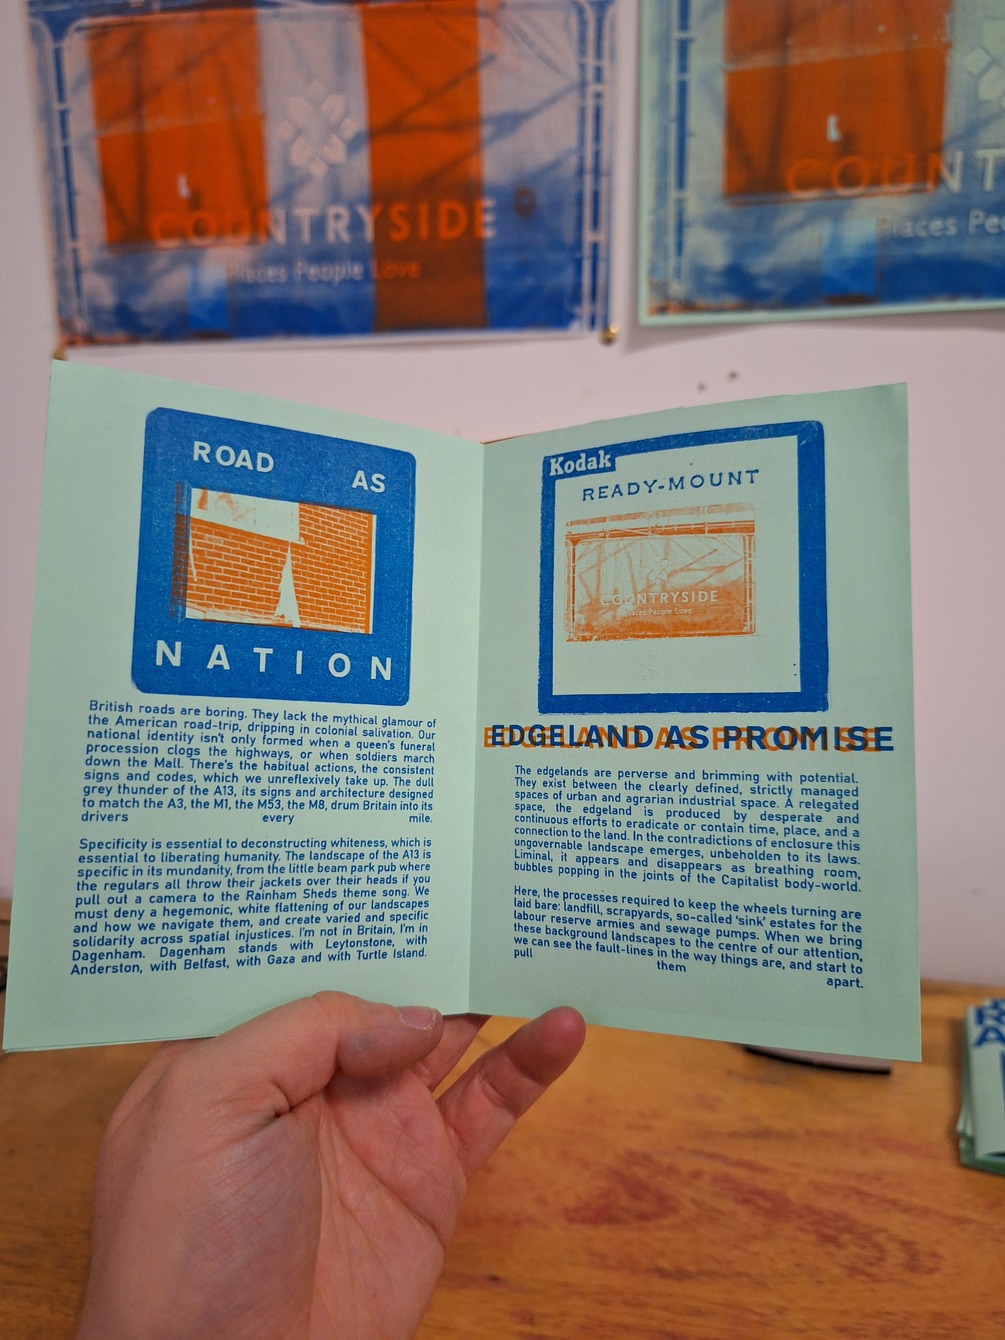 COUNTRYSIDE
Places People Love
COUNT
Places Peo
ROAD AS
NATION
British roads are boring. They lack the mythical glamour of
the American road-trip, dripping in colonial salivation. Our
national identity isn't only formed when a queen's funeral
procession clogs the highways, or when soldiers march
down the Mall. There's the habitual actions, the consistent
signs and codes, which we unreflexively take up. The dull
grey thunder of the A13, its signs and architecture designed
to match the A3, the M1, the M53, the M8, drum Britain into its
drivers every mile.
Specificity is essential to deconstructing whiteness, which is
essential to liberating humanity. The landscape of the A13 is
specific in its mundanity, from the little beam park pub where
the regulars all throw their jackets over their heads if you
pull out a camera to the Rainham Sheds theme song. We
must deny a hegemonic, white flattening of our landscapes
and how we navigate them, and create varied and specific
solidarity across spatial injustices. I'm not in Britain, I'm in
Dagenham. Dagenham stands with Leytonstone, with
Anderston, with Belfast, with Gaza and with Turtle Island.
Kodak
READY-MOUNT
COUNTRYSIDE
Places People Love
EDGELAND AS PROMISE
The edgelands are perverse and brimming with potential.
They exist between the clearly defined, strictly managed
spaces of urban and agrarian industrial space. A relegated
space, the edgeland is produced by desperate and
continuous efforts to eradicate or contain time, place, and a
connection to the land. In the contradictions of enclosure this
ungovernable landscape emerges, unbeholden to its laws.
Liminal, it appears and disappears as breathing room,
bubbles popping in the joints of the Capitalist body-world.
Here, the processes required to keep the wheels turning are
laid bare: landfill, scrapyards, so-called 'sink' estates for the
labour reserve armies and sewage pumps. When we bring
these background landscapes to the centre of our attention,
we can see the fault-lines in the way things are, and start to
pull them apart.